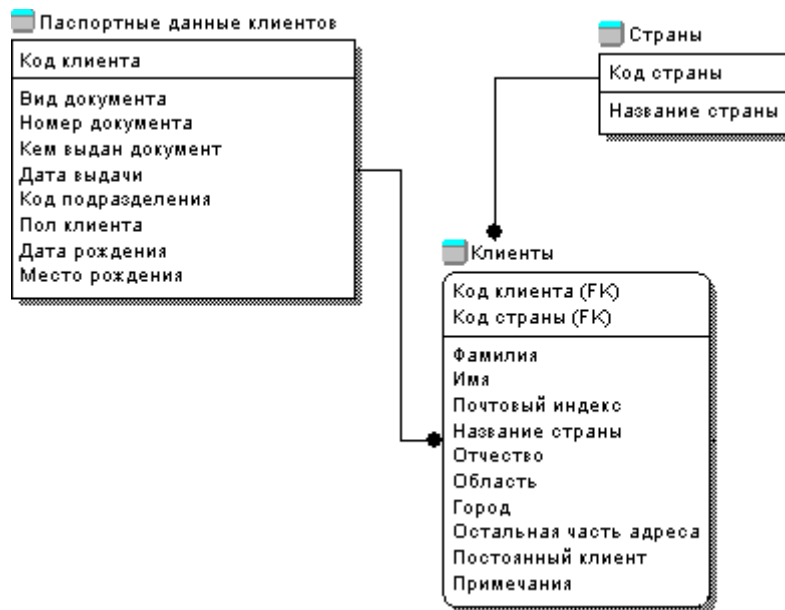 Паспортные данные клиентов
Код клиента
Вид документа
Номер документа
Кем выдан документ
Дата выдачи
Код подразделения
Пол клиента
Дата рождения
Место рождения
Страны
Код страны
Название страны
Клиенты
Код клиента (FK)
Код страны (FK)
Фамилия
Имя
Почтовый индекс
Название страны
Отчество
Область
Город
Остальная часть адреса
Постоянный клиент
Примечания